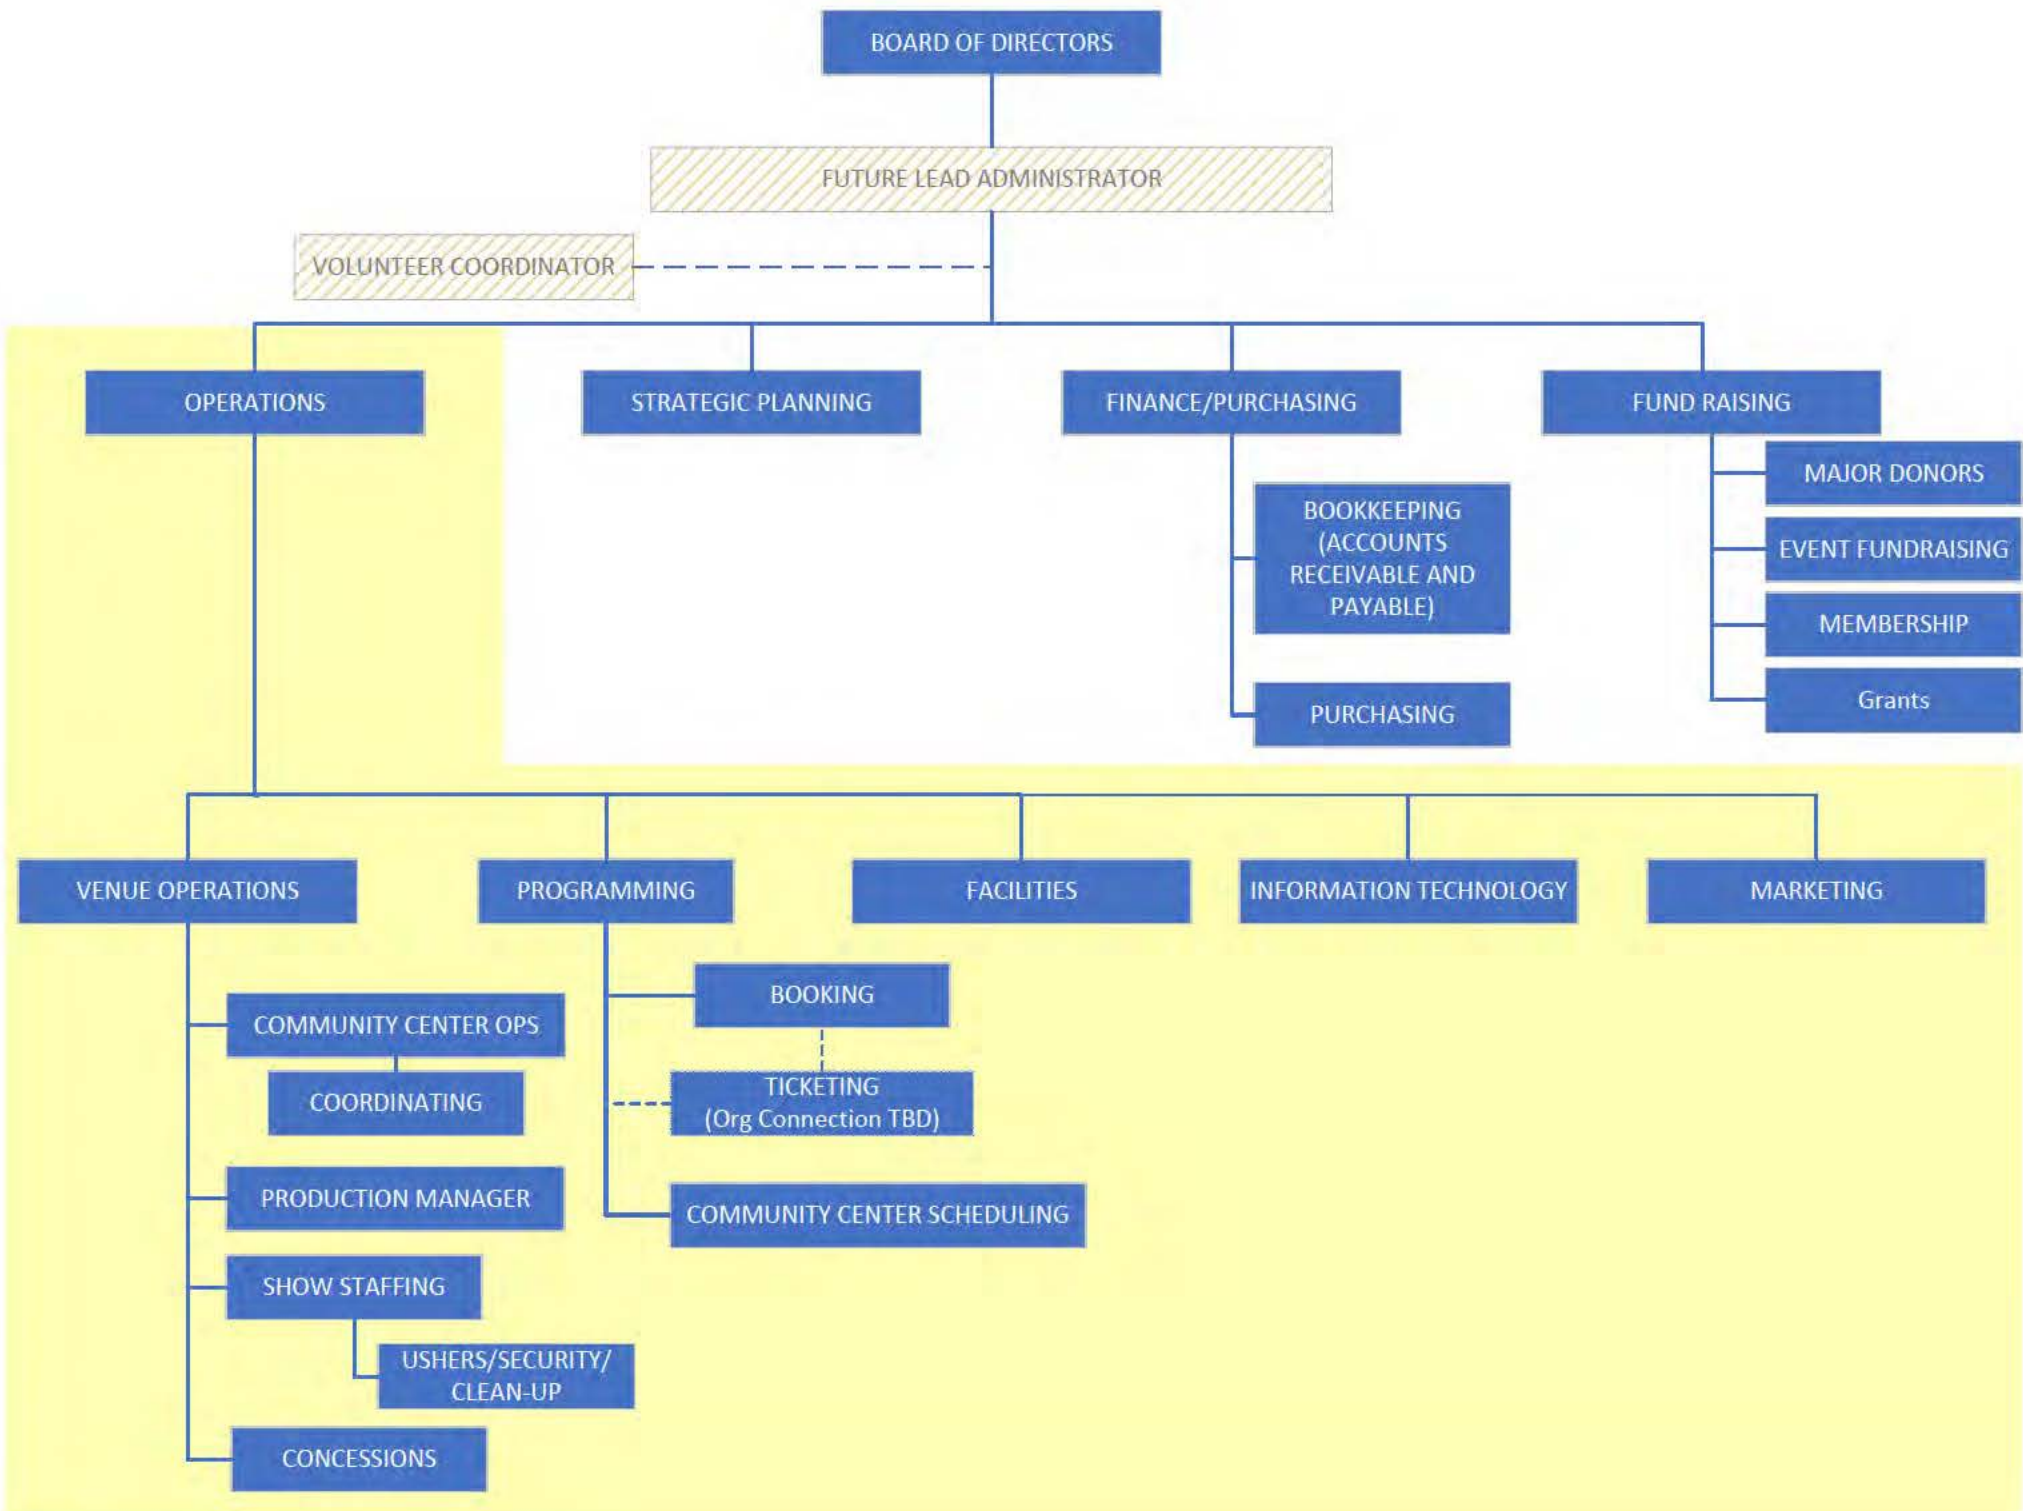 BOARD OF DIRECTORS
FUTURE LEAD ADMINISTRATOR
VOLUNTEER COORDINATOR
OPERATIONS
STRATEGIC PLANNING
FINANCE/PURCHASING
FUND RAISING
MAJOR DONORS
EVENT FUNDRAISING
MEMBERSHIP
Grants
BOOKKEEPING
(ACCOUNTS
RECEIVABLE AND
PAYABLE)
PURCHASING
VENUE OPERATIONS
PROGRAMMING
FACILITIES
INFORMATION TECHNOLOGY
MARKETING
COMMUNITY CENTER OPS
COORDINATING
PRODUCTION MANAGER
SHOW STAFFING
USHERS/SECURITY/
CLEAN-UP
CONCESSIONS
BOOKING
TICKETING
(Org Connection TBD)
COMMUNITY CENTER SCHEDULING